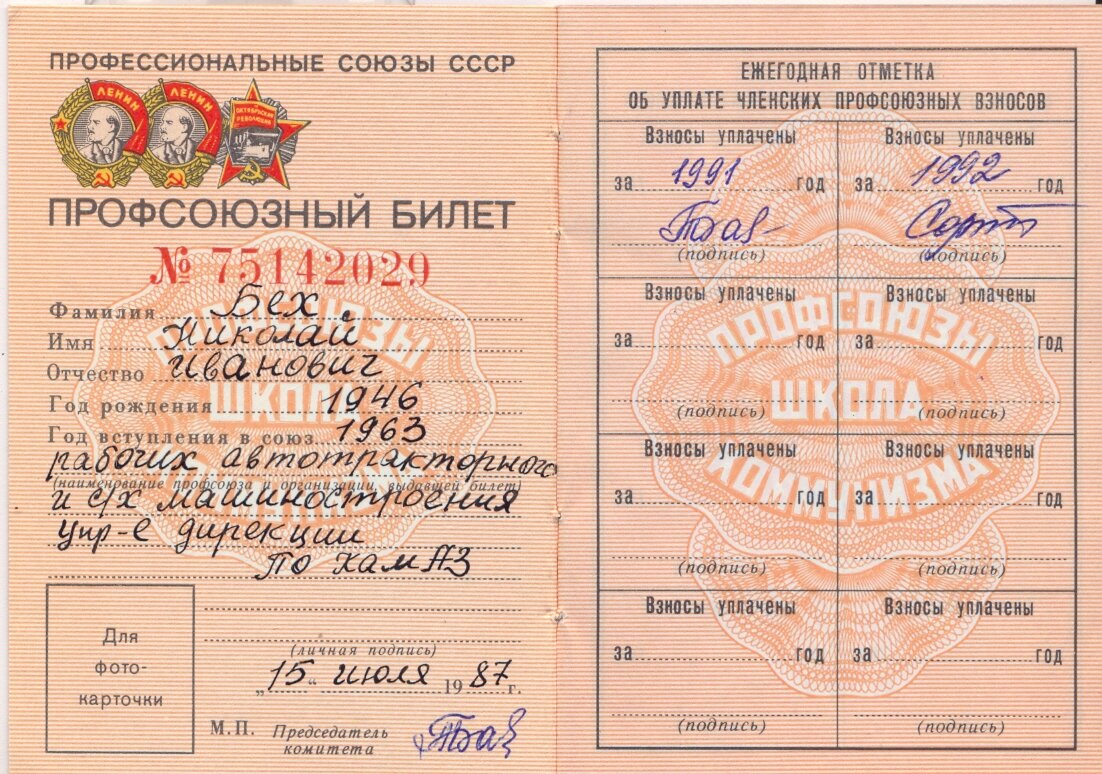 ПРОФЕССИОНАЛЬНЫЕ СОЮЗЫ СССР
ЛЕНИН
ЛЕНИН
ОКТЯБРЬСКАЯ
РЕВОЛЮЦИЯ
ПРОФСОЮЗНЫЙ БИЛЕТ
№ 75142029
Фамилия Бех
Имя Николай
Отчество Иванович
Год рождения 1946
Год вступления в союз 1963
рабочих автотракторного
(наименование профсоюза и организации, выдавшей билет)
и с/х машиностроения
упр-е дирекции
ПО КамАЗ
(личная подпись)
„15“ июля 1987 г.
Для
фото-
карточки
М.П. Председатель
комитета
ПРОФСОЮЗЫ
ШКОЛА
КОММУНИЗМА
ЕЖЕГОДНАЯ ОТМЕТКА
ОБ УПЛАТЕ ЧЛЕНСКИХ ПРОФСОЮЗНЫХ ВЗНОСОВ
Взносы уплачены Взносы уплачены
за 1991 год за 1992 год
(подпись) (подпись)
Взносы уплачены Взносы уплачены
за год за год
(подпись) (подпись)
Взносы уплачены Взносы уплачены
за год за год
(подпись) (подпись)
Взносы уплачены Взносы уплачены
за год за год
(подпись) (подпись)
ПРОФСОЮЗЫ
ШКОЛА
КОММУНИЗМА